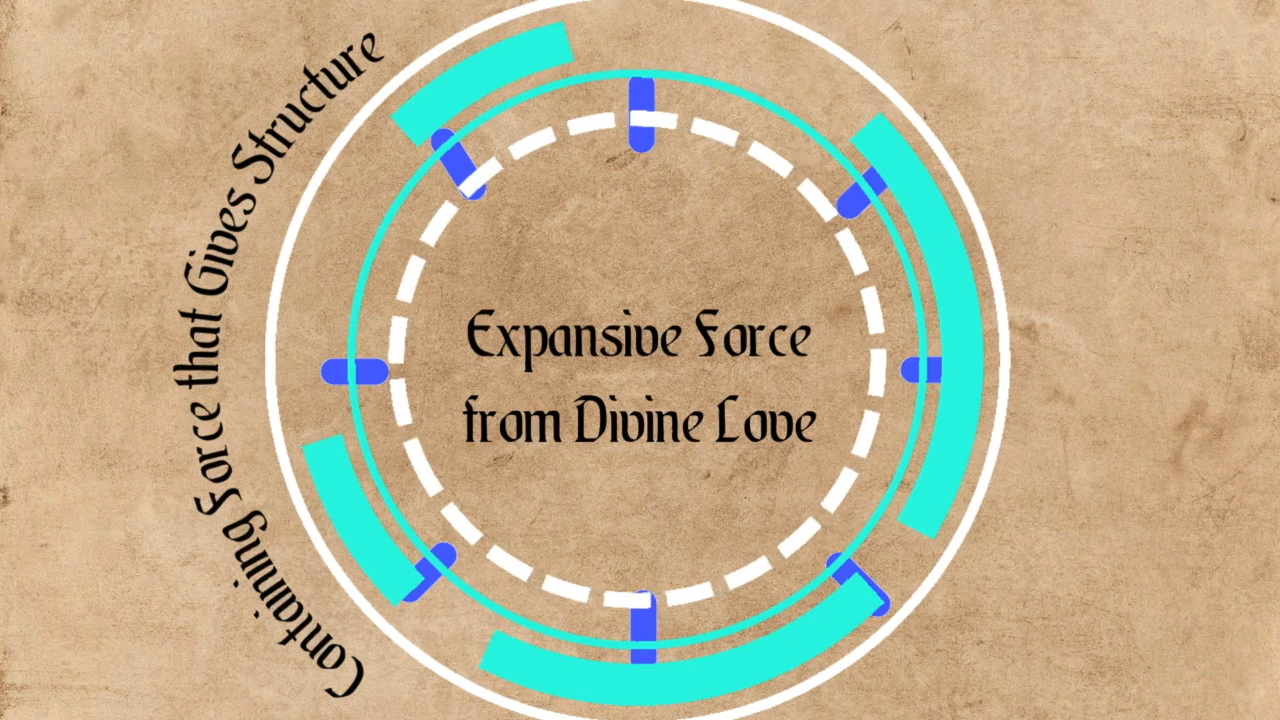 Containing Force that Gives Structure
Expansive Force
from Divine Love